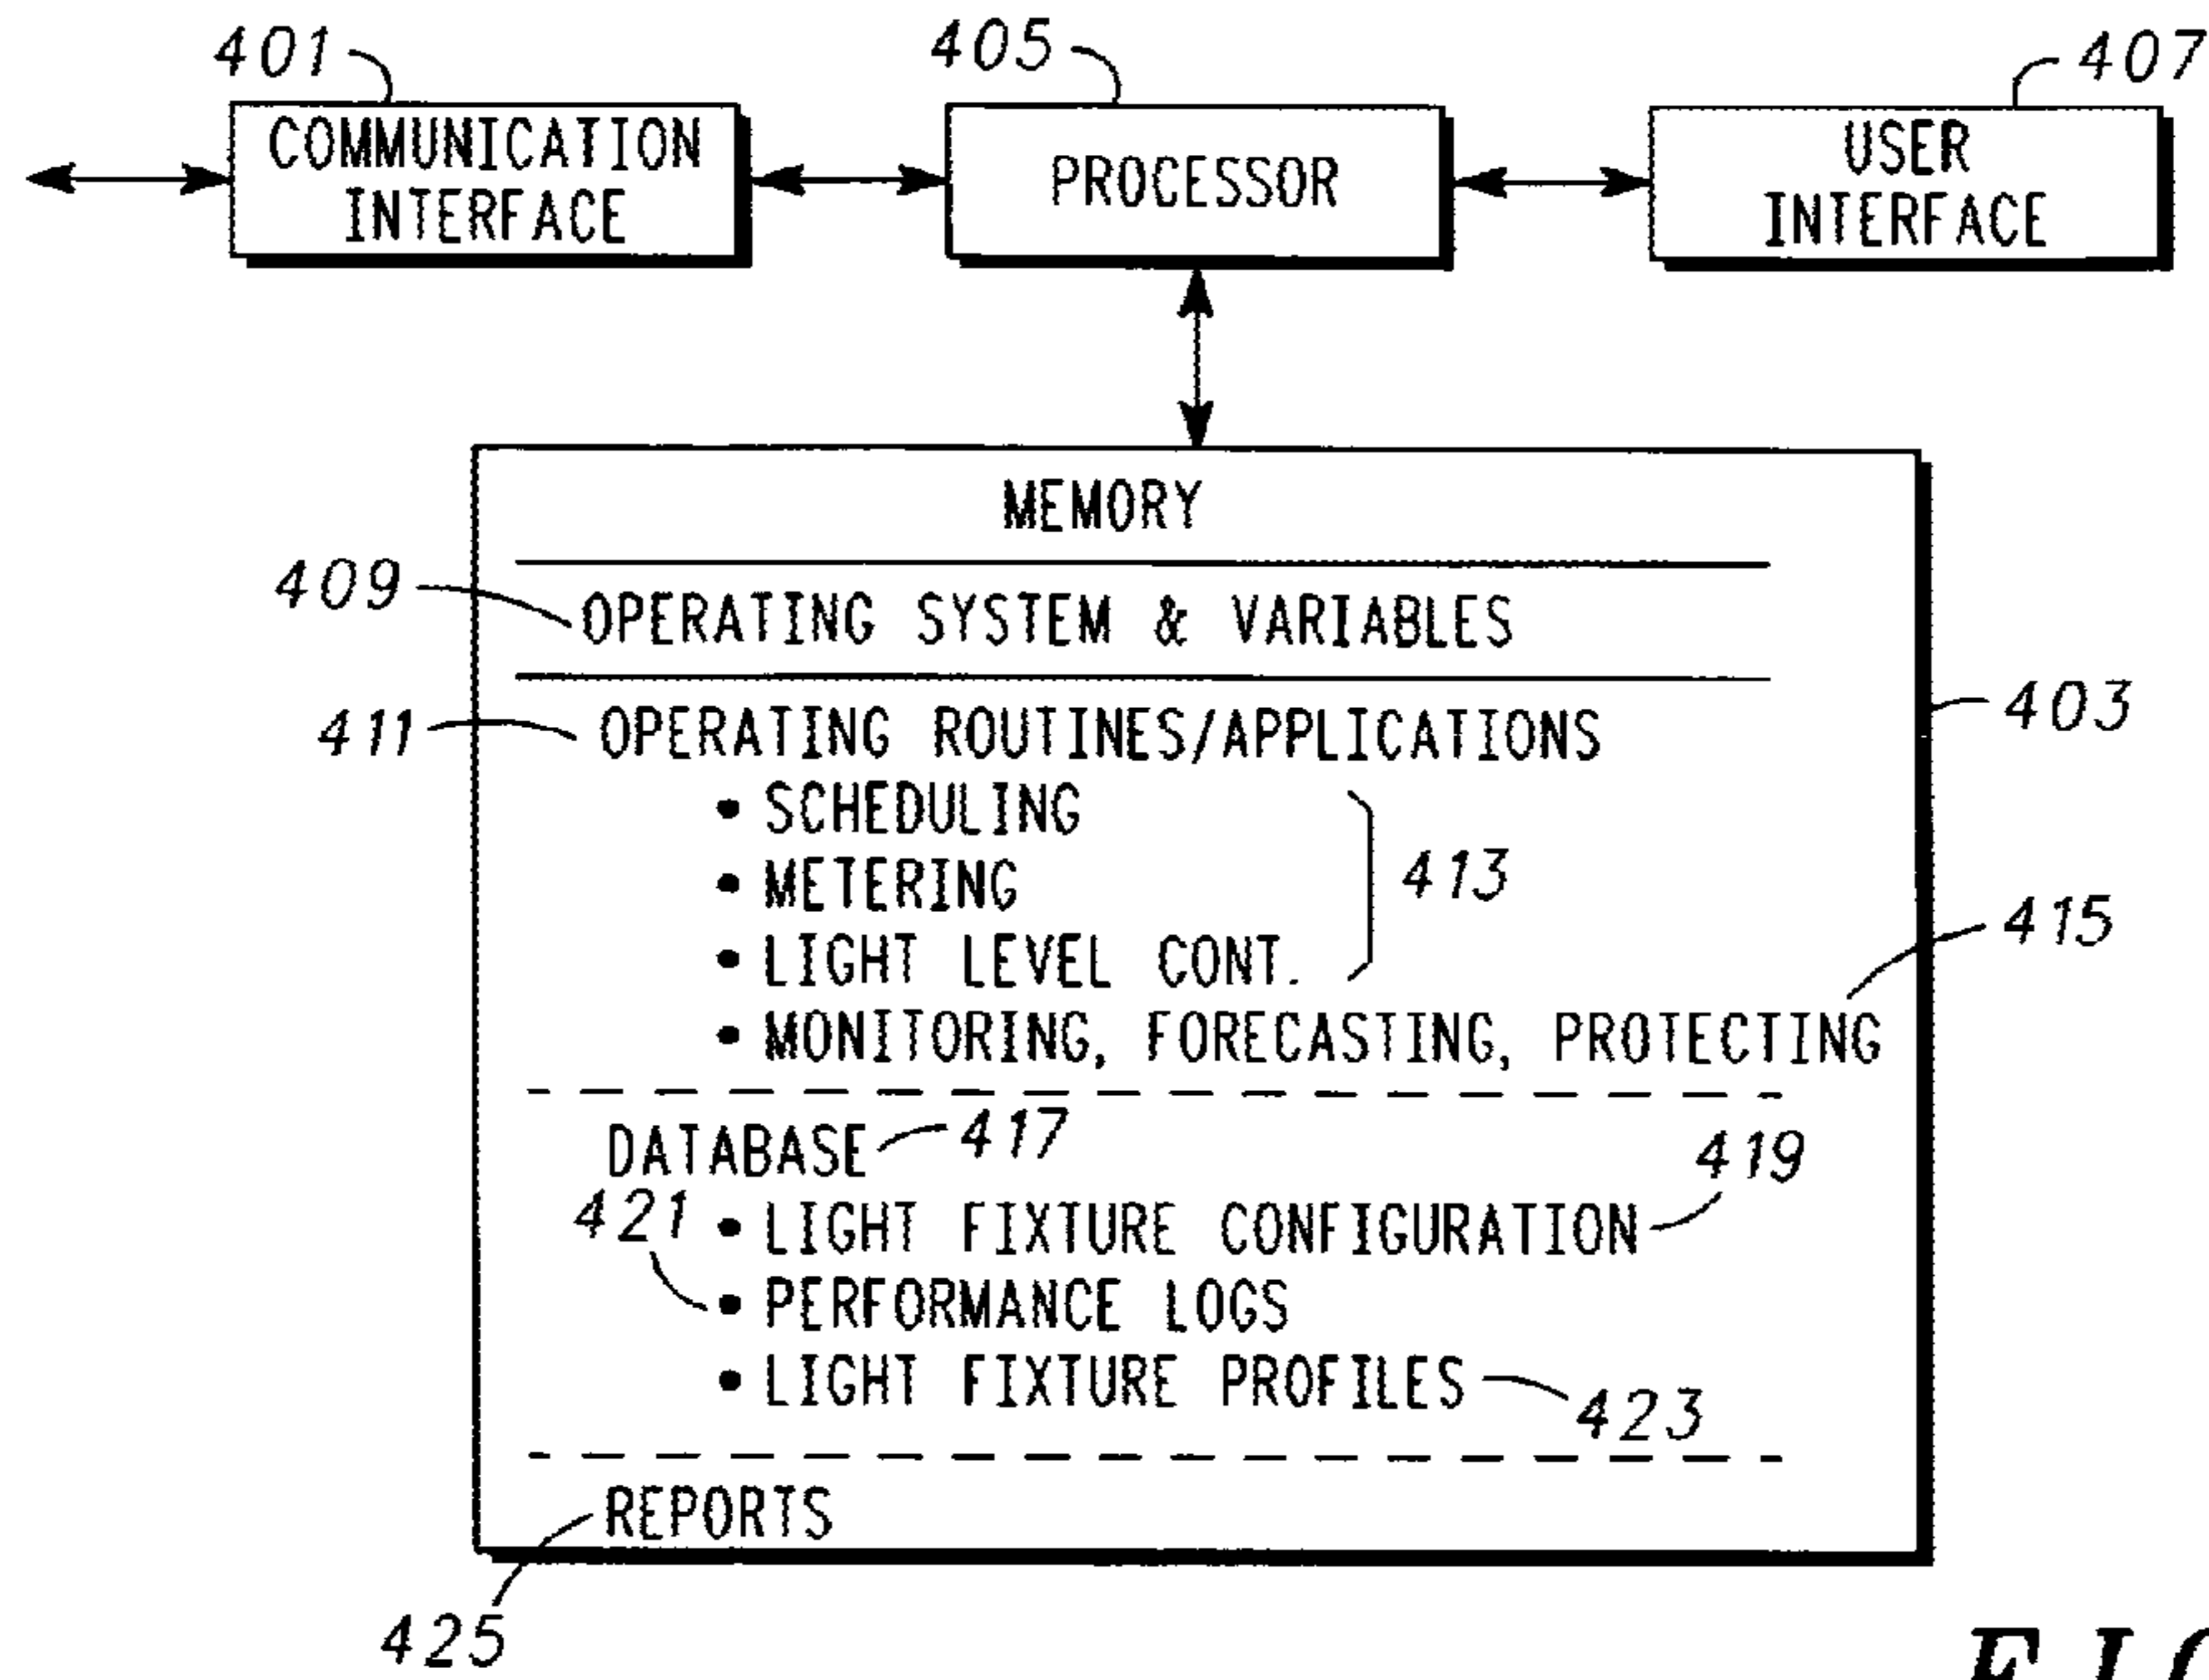 401
405
407
COMMUNICATION
INTERFACE
PROCESSOR
USER
INTERFACE
MEMORY
409
OPERATING SYSTEM & VARIABLES
411
OPERATING ROUTINES/APPLICATIONS
403
• SCHEDULING
• METERING
413
• LIGHT LEVEL CONT.
415
• MONITORING, FORECASTING, PROTECTING
DATABASE
417
419
421
• LIGHT FIXTURE CONFIGURATION
• PERFORMANCE LOGS
• LIGHT FIXTURE PROFILES
423
REPORTS
425